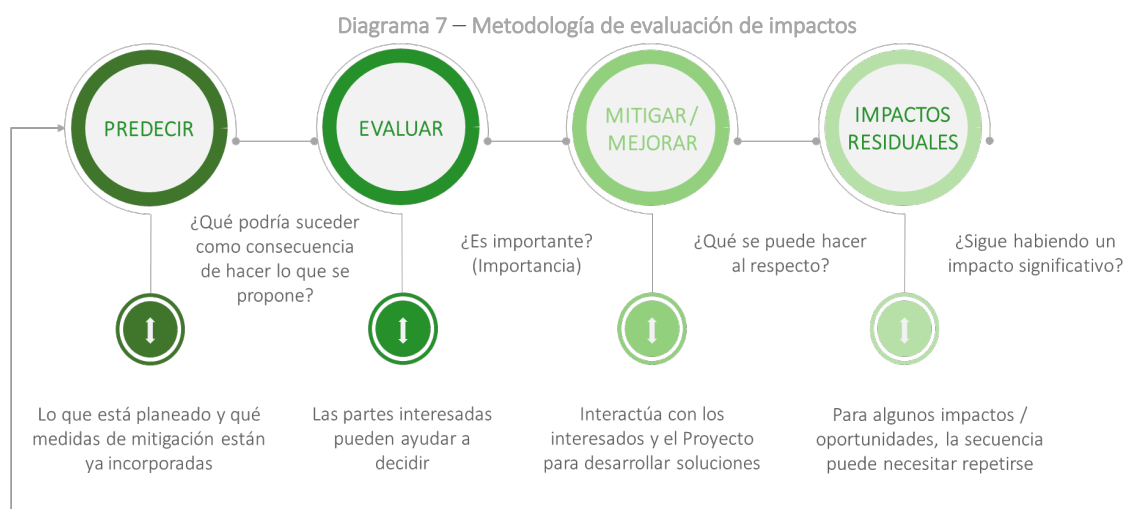 Diagrama 7 – Metodología de evaluación de impactos
PREDECIR
EVALUAR
MITIGAR /
MEJORAR
IMPACTOS
RESIDUALES
¿Qué podría suceder
como consecuencia
de hacer lo que se
propone?
¿Es importante?
(Importancia)
¿Qué se puede hacer
al respecto?
¿Sigue habiendo un
impacto significativo?
Lo que está planeado y qué
medidas de mitigación están
ya incorporadas
Las partes interesadas
pueden ayudar a
decidir
Interactúa con los
interesados y el Proyecto
para desarrollar soluciones
Para algunos impactos /
oportunidades, la secuencia
puede necesitar repetirse